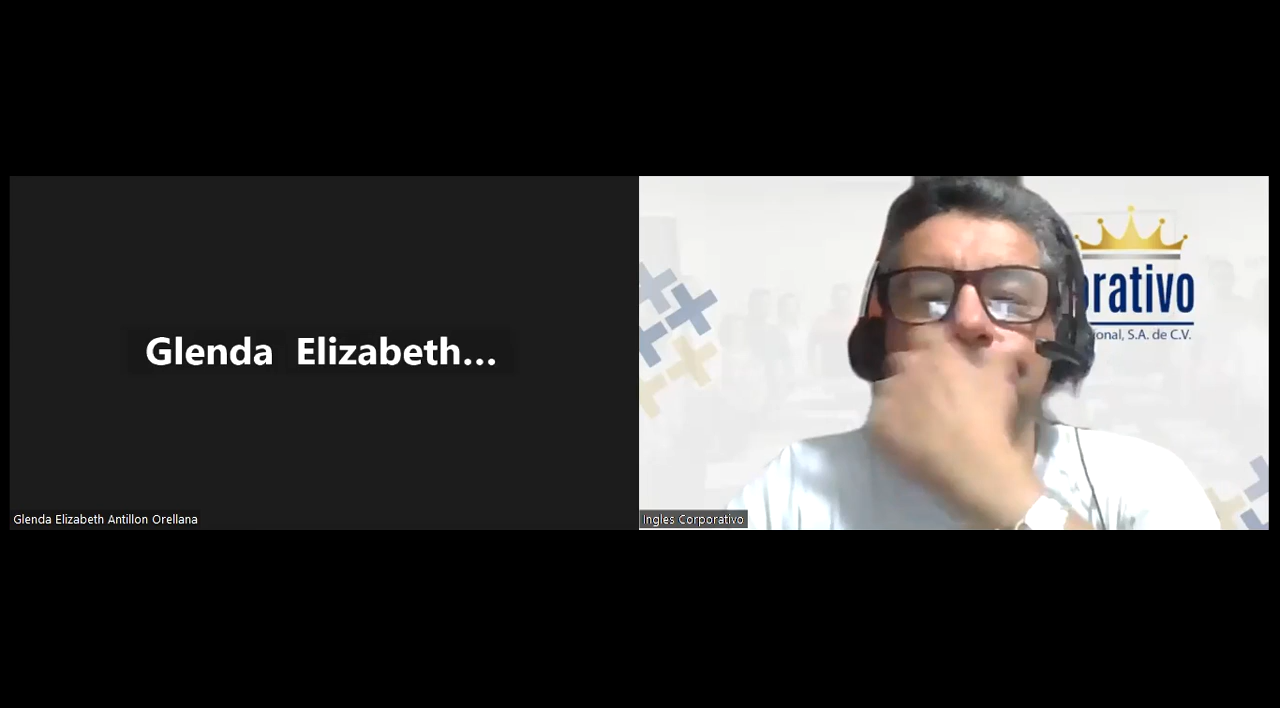 Glenda Elizabeth...
Glenda Elizabeth Antillon Orellana
orativo
onal, S.A. de C.V.
Ingles Corporativo